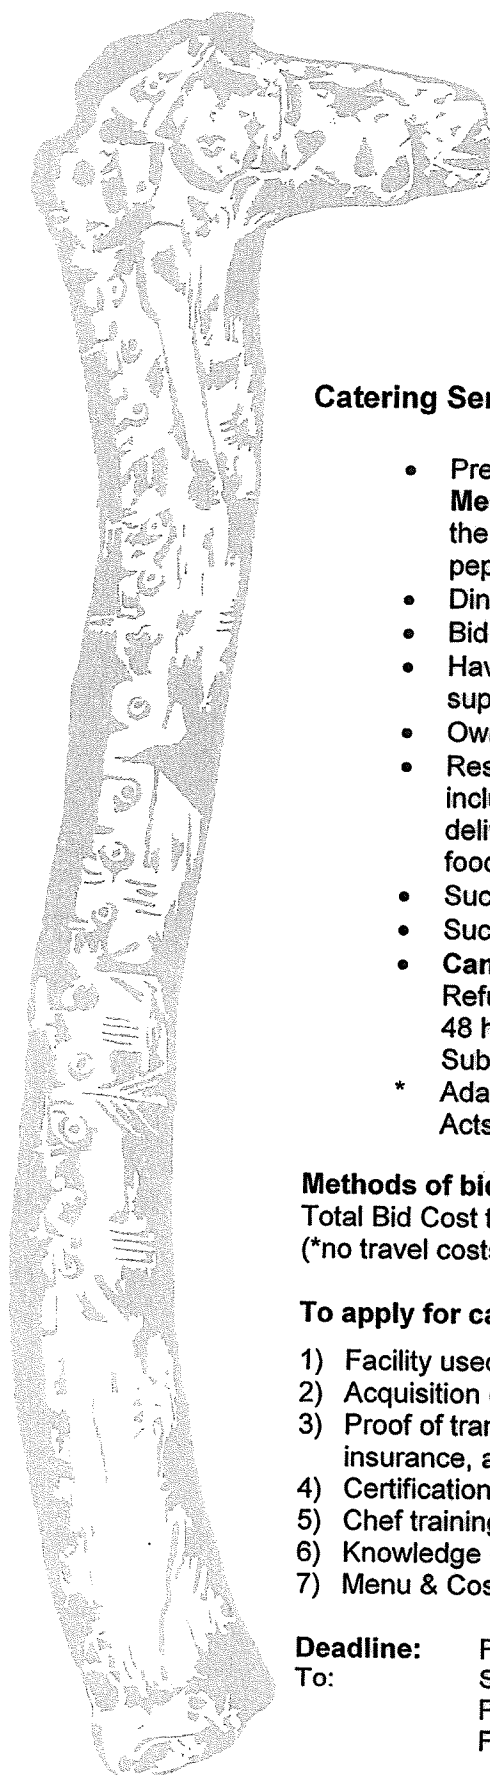 Catering Ser
• Pre
Me
the
pep
• Din
• Bid
• Hav
sup
• Ow
• Res
inclu
deli
food
• Suc
• Suc
• Can
Refu
48 h
Sub
* Ada
Acts
Methods of bid
Total Bid Cost t
(*no travel costs
To apply for ca
1) Facility used
2) Acquisition
3) Proof of tran
insurance, a
4) Certification
5) Chef training
6) Knowledge
7) Menu & Cos
Deadline: F
To: S
F
F